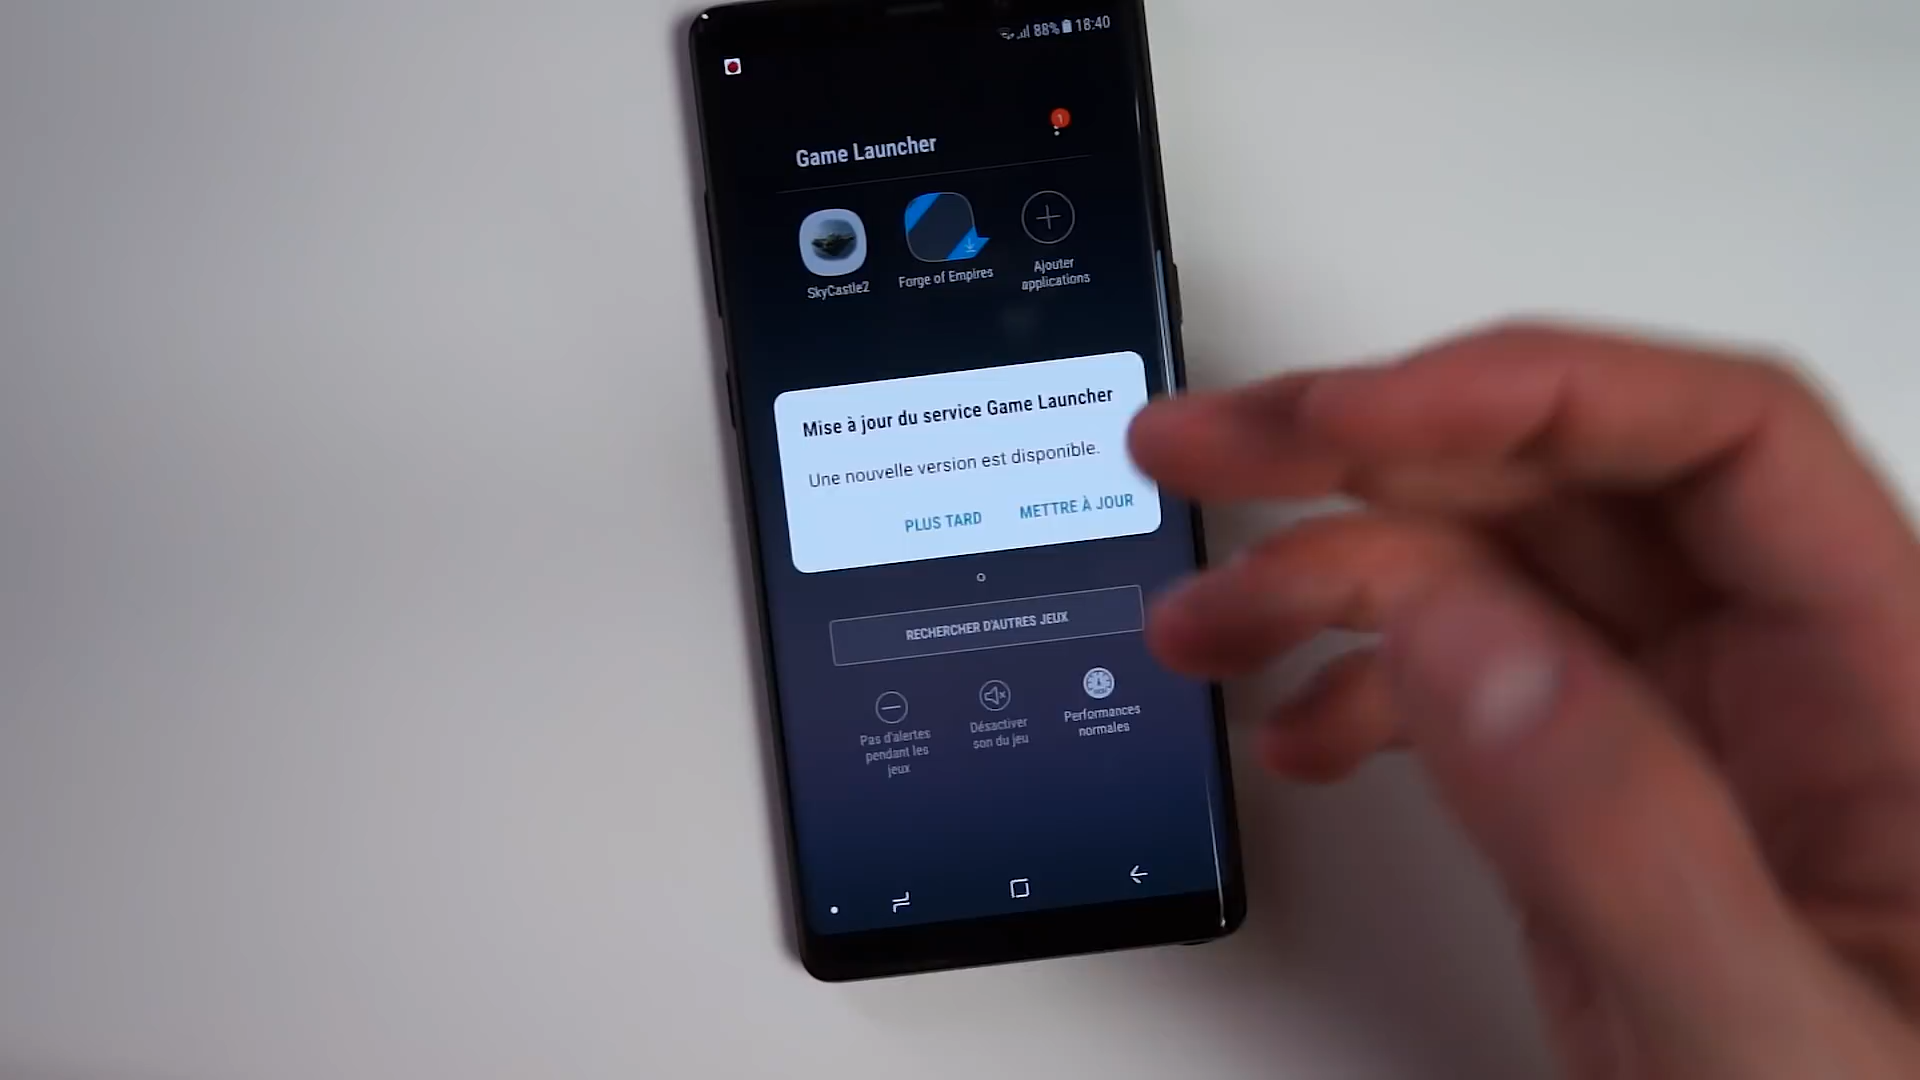 88% 18:40
1
Game Launcher
SkyCastle2
Forge of Empires
Ajouter
applications
Mise à jour du service Game Launcher
Une nouvelle version est disponible.
PLUS TARD METTRE À JOUR
RECHERCHER D'AUTRES JEUX
Pas d'alertes
pendant les
jeux
Désactiver
son du jeu
Performances
normales